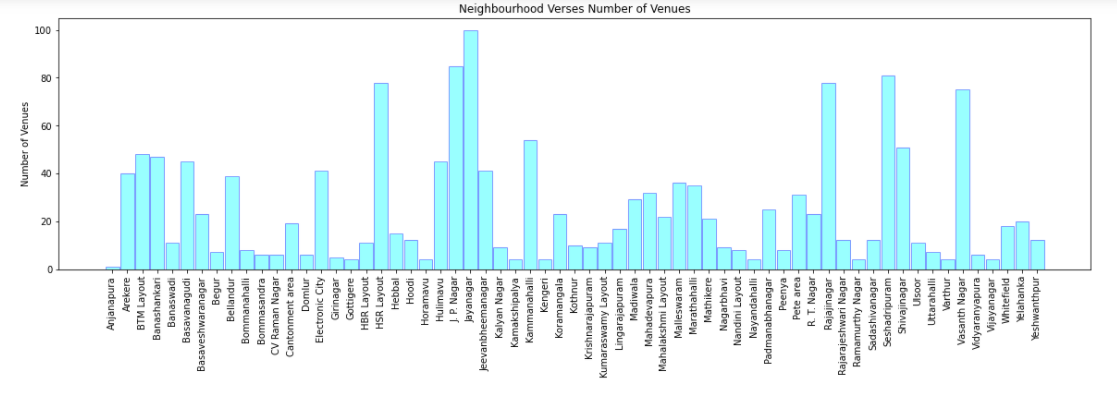 Neighbourhood Verses Number of Venues
Number of Venues
100
80
60
40
20
0
Anjanapura
Arekere
BTM Layout
Banashankari
Banaswadi
Basavanagudi
Basaveshwaranagar
Begur
Bellandur
Bommanahalli
Bommasandra
CV Raman Nagar
Cantonment area
Domlur
Electronic City
Girinagar
Gottigere
HBR Layout
HSR Layout
Hebbal
Hoodi
Horamavu
Hulimavu
J. P. Nagar
Jayanagar
Jeevanbheemanagar
Kalyan Nagar
Kamakshipalya
Kammanahalli
Kengeri
Koramangala
Kothnur
Krishnarajapuram
Kumaraswamy Layout
Lingarajapuram
Madiwala
Mahadevapura
Mahalakshmi Layout
Malleswaram
Marathahalli
Mathikere
Nagarbhavi
Nandini Layout
Nayandahalli
Padmanabhanagar
Peenya
Pete area
R. T. Nagar
Rajajinagar
Rajarajeshwari Nagar
Ramamurthy Nagar
Sadashivanagar
Seshadripuram
Shivajinagar
Ulsoor
Uttarahalli
Varthur
Vasanth Nagar
Vidyaranyapura
Vijayanagar
Whitefield
Yelahanka
Yeshwanthpur